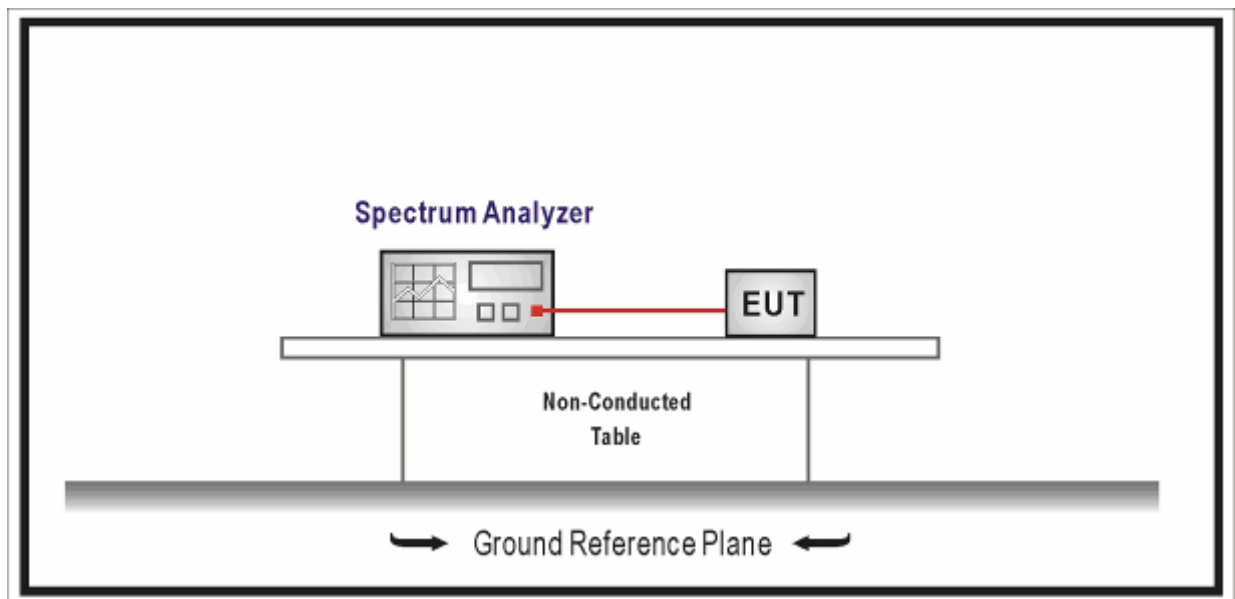 Spectrum Analyzer
EUT
Non-Conducted
Table
Ground Reference Plane